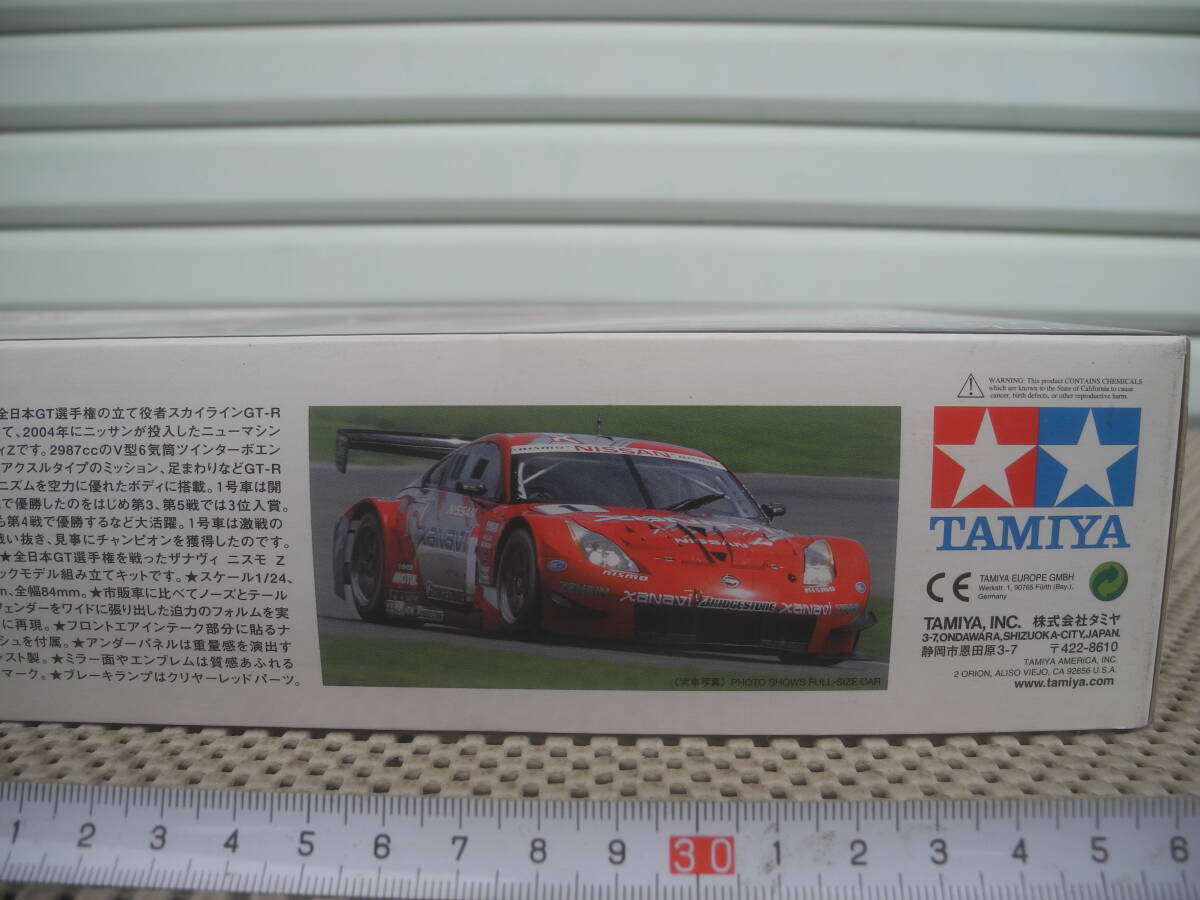 全日本GT選手権の立て役者スカイラインGT-R
て、2004年にニッサンが投入したニューマシン
Zです。2987ccのV型6気筒ツインターボエン
アクスルタイプのミッション、足まわりなどGT-R
ニズムを空力に優れたボディに搭載。1号車は開
で優勝したのをはじめ第3、第5戦では3位入賞。
も第4戦で優勝するなど大活躍。1号車は激戦の
戦い抜き、見事にチャンピオンを獲得したのです。
★全日本GT選手権を戦ったザナヴィ ニスモ Z
ックモデル組み立てキットです。★スケール1/24、
m、全幅84mm。★市販車に比べてノーズとテール
フェンダーをワイドに張り出した迫力のフォルムを実
に再現。★フロントエアインテーク部分に貼るナ
シュを付属。★アンダーパネルは重量感を演出す
ャスト製。★ミラー面やエンブレムは質感あふれる
マーク。★ブレーキランプはクリヤーレッドパーツ。
NISMO NISSAN NISMO
1
NISSAN
NISSAN
XANAVI
MOTUL
NISMO
NISMO
XANAVI BRIDGESTONE XANAVI
〈実車写真〉PHOTO SHOWS FULL-SIZE CAR
WARNING: This product CONTAINS CHEMICALS
which are known to the State of California to cause
cancer, birth defects, or other reproductive harm.
TAMIYA
CE
TAMIYA EUROPE GMBH
Werkstr. 1, 90765 Fürth (Bay.),
Germany
TAMIYA, INC. 株式会社タミヤ
3-7,ONDAWARA,SHIZUOKA-CITY,JAPAN.
静岡市恩田原3-7 〒422-8610
TAMIYA AMERICA, INC.
2 ORION, ALISO VIEJO, CA 92656 U.S.A.
www.tamiya.com
1 2 3 4 5 6 7 8 9 30 1 2 3 4 5 6